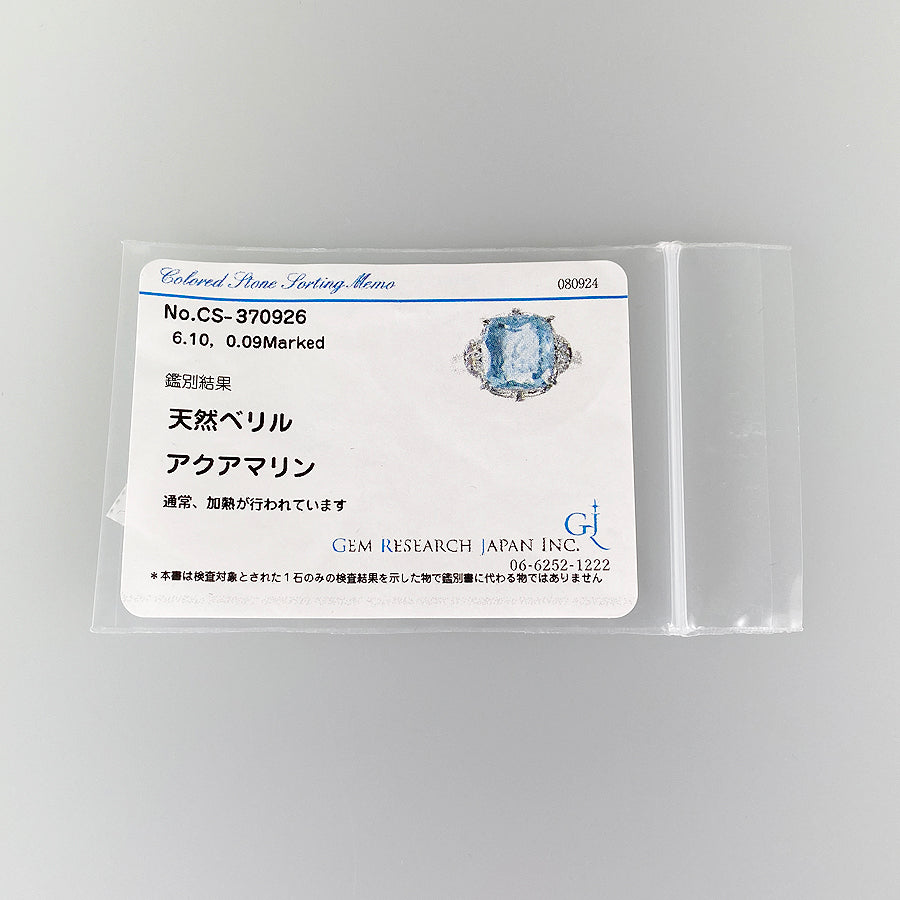 Colored Stone Sorting Memo 080924
No.CS-370926
6.10, 0.09Marked
鑑別結果
天然ベリル
アクアマリン
通常、加熱が行われています
GJ
GEM RESEARCH JAPAN INC.
06-6252-1222
*本書は検査対象とされた1石のみの検査結果を示した物で鑑別書に代わる物ではありません